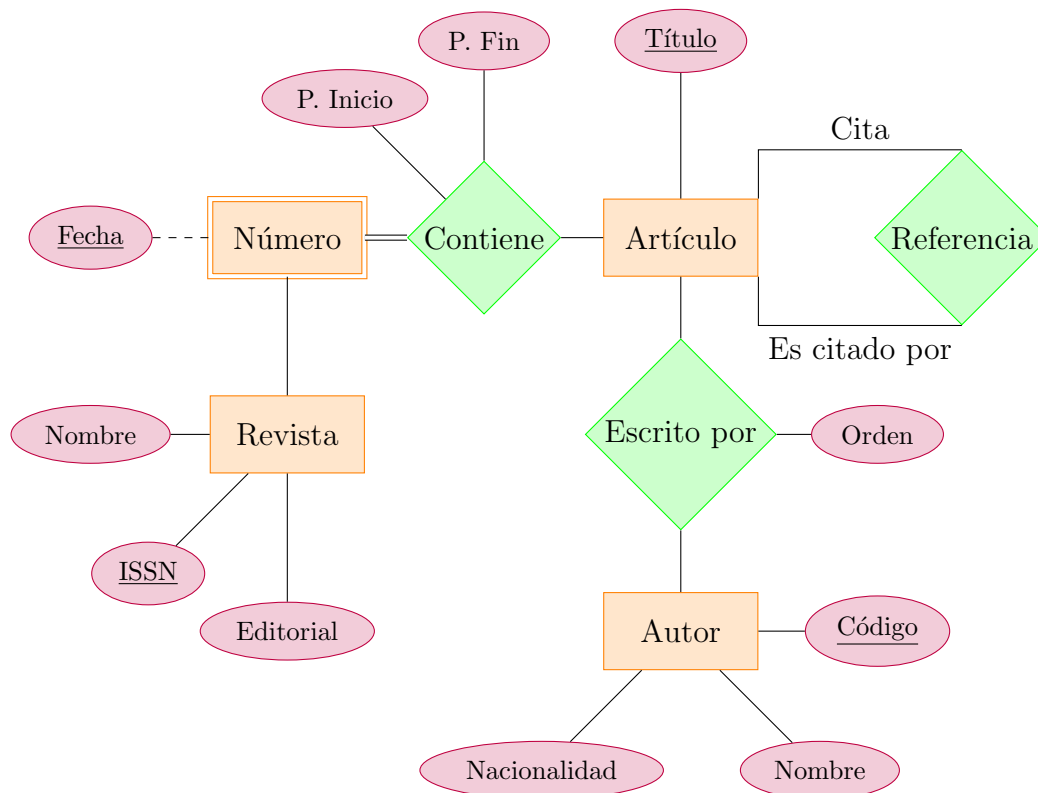 P. Fin
Título
P. Inicio
Cita
Fecha
Número
Contiene
Artículo
Referencia
Es citado por
Nombre
Revista
Escrito por
Orden
ISSN
Editorial
Autor
Código
Nacionalidad
Nombre